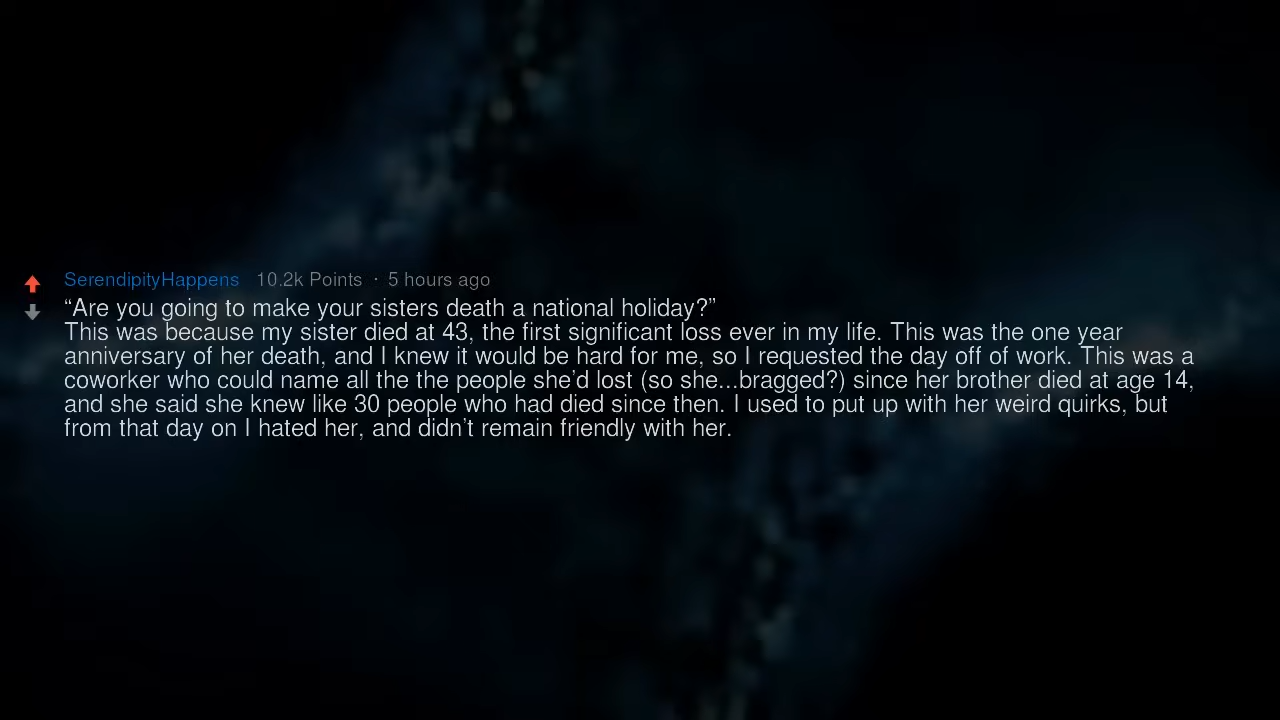 SerendipityHappens 10.2k Points · 5 hours ago
“Are you going to make your sisters death a national holiday?”
This was because my sister died at 43, the first significant loss ever in my life. This was the one year
anniversary of her death, and I knew it would be hard for me, so I requested the day off of work. This was a
coworker who could name all the the people she’d lost (so she...bragged?) since her brother died at age 14,
and she said she knew like 30 people who had died since then. I used to put up with her weird quirks, but
from that day on I hated her, and didn’t remain friendly with her.